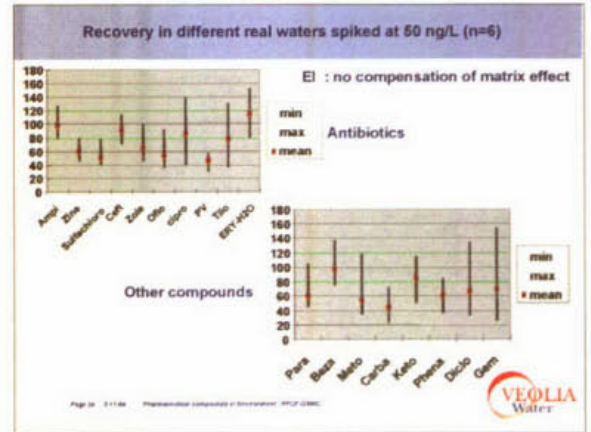 Recovery in different real waters spiked at 50 ng/L (n=6)
EI : no compensation of matrix effect
180
160
140
120
100
80
60
40
20
0
Ampi
Zine
Sulfachloro
Ceft
Zole
Oflo
cipro
PV
Tilo
ERY-H2O
min
max
mean
Antibiotics
Other compounds
180
160
140
120
100
80
60
40
20
0
Para
Beza
Meto
Carba
Keto
Phena
Diclo
Gem
min
max
mean
VEOLIA
Water